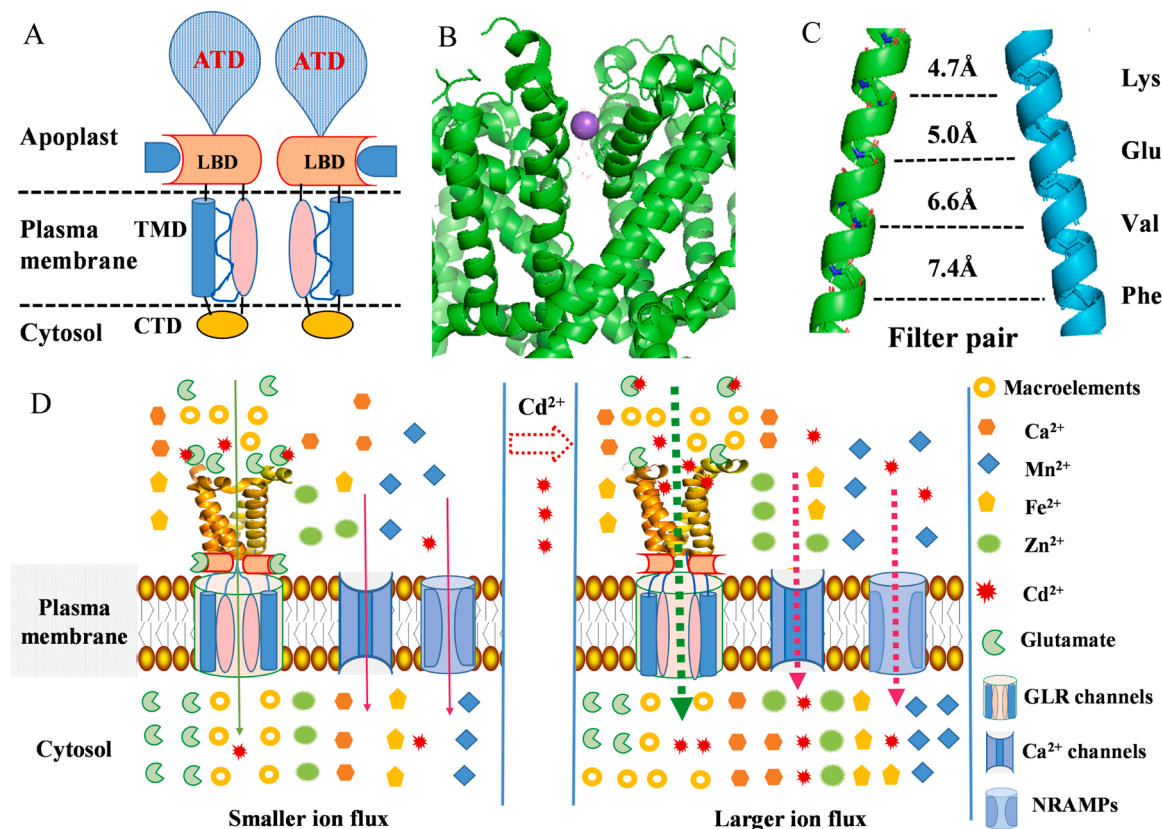 A
ATD
ATD
Apoplast
LBD
LBD
Plasma
membrane
TMD
Cytosol
CTD
B
C
4.7Å
Lys
5.0Å
Glu
6.6Å
Val
7.4Å
Phe
Filter pair
D
Cd²⁺
Plasma
membrane
Cytosol
Smaller ion flux
Larger ion flux
Macroelements
Ca²⁺
Mn²⁺
Fe²⁺
Zn²⁺
Cd²⁺
Glutamate
GLR channels
Ca²⁺ channels
NRAMPs